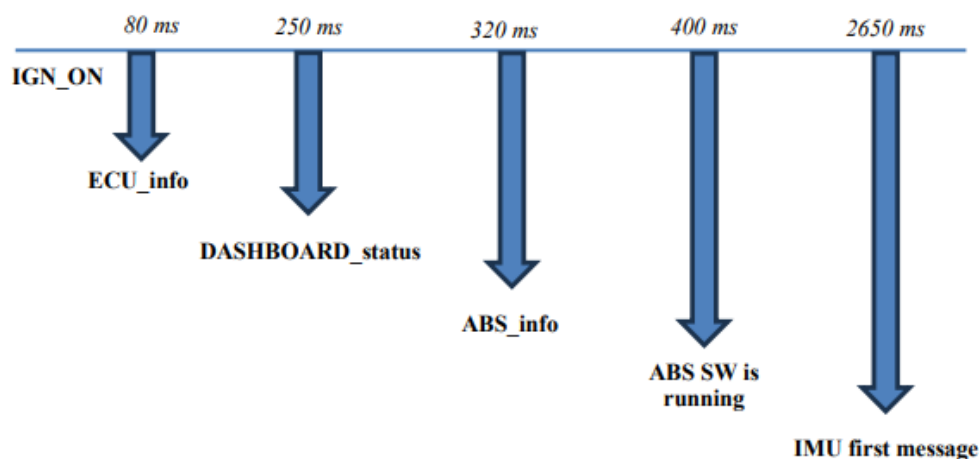 80 ms
250 ms
320 ms
400 ms
2650 ms
IGN_ON
ECU_info
DASHBOARD_status
ABS_info
ABS SW is
running
IMU first message